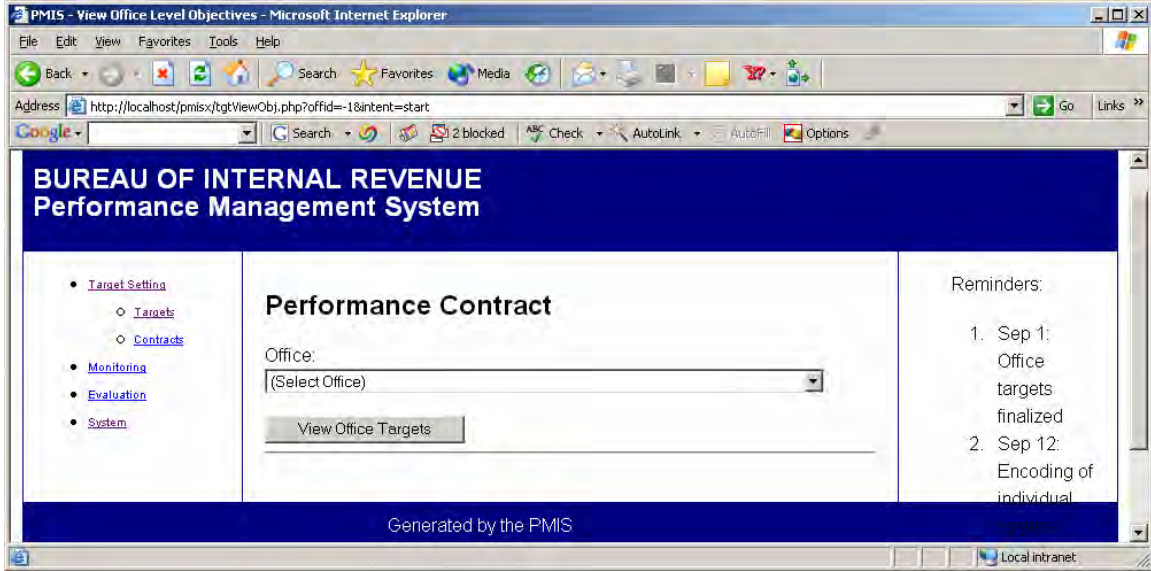 PMIS - View Office Level Objectives - Microsoft Internet Explorer
File Edit View Favorites Tools Help
Back Search Favorites Media
Address http://localhost/pmisx/tgtViewObj.php?offid=-1&intent=start Go Links »
Google Search 2 blocked ABC Check AutoLink AutoFill Options
BUREAU OF INTERNAL REVENUE
Performance Management System
Target Setting
Targets
Contracts
Monitoring
Evaluation
System
Performance Contract
Office:
(Select Office)
View Office Targets
Reminders:
1. Sep 1:
Office
targets
finalized
2. Sep 12:
Encoding of
individual
Generated by the PMIS
Local intranet